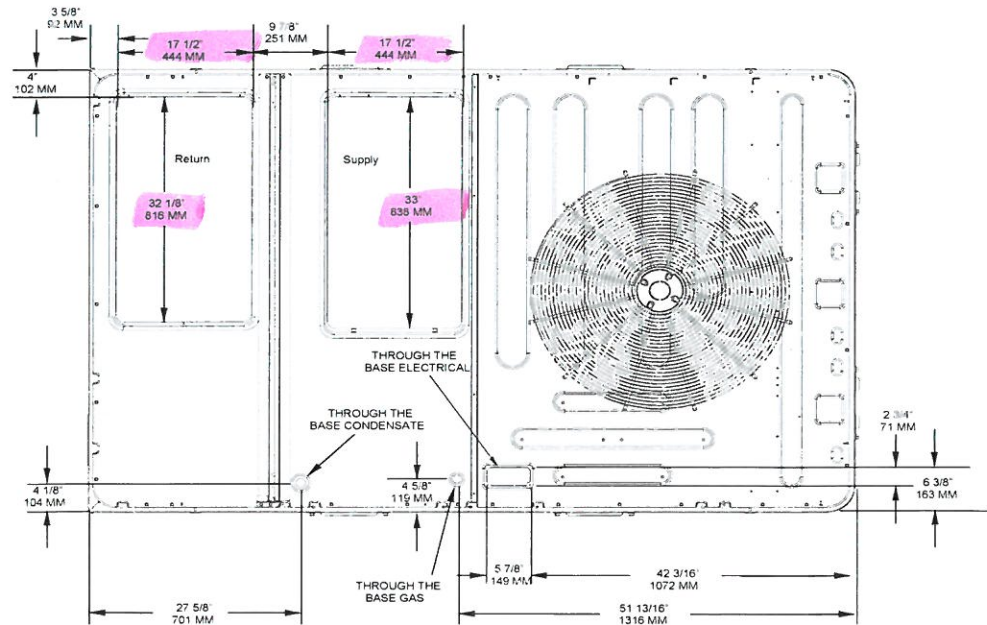 3 5/8"
92 MM
17 1/2"
444 MM
9 7/8"
251 MM
17 1/2"
444 MM
4"
102 MM
Return
Supply
32 1/8"
816 MM
33"
838 MM
THROUGH THE
BASE ELECTRICAL
THROUGH THE
BASE CONDENSATE
2 3/4"
71 MM
4 1/8"
104 MM
4 5/8"
119 MM
6 3/8"
163 MM
THROUGH THE
BASE GAS
5 7/8"
149 MM
42 3/16"
1072 MM
27 5/8"
701 MM
51 13/16"
1316 MM